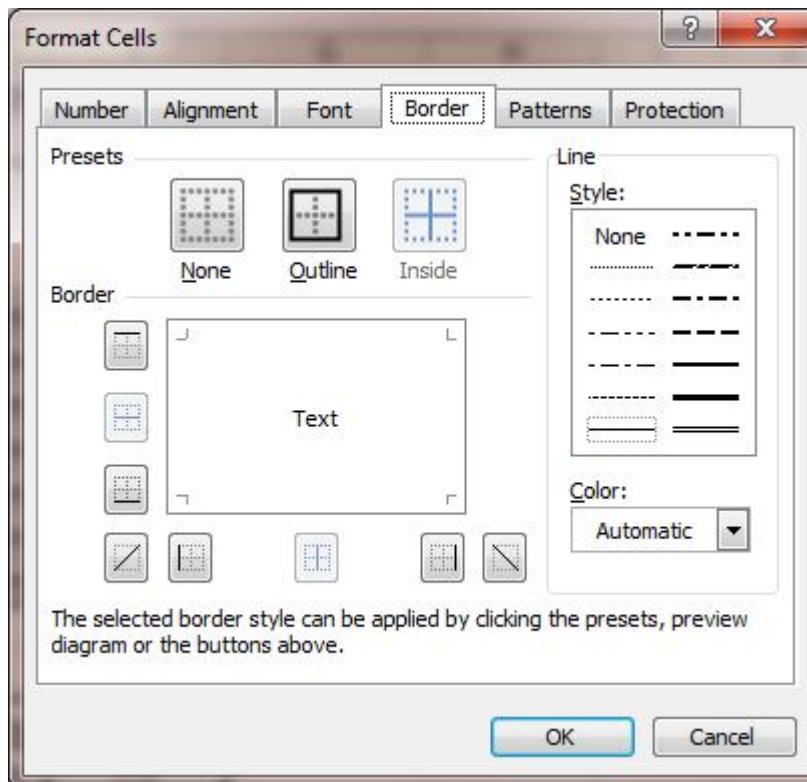 Format Cells
Number Alignment Font Border Patterns Protection
Presets
None Outline Inside
Border
Text
Line
Style:
None
Color:
Automatic
The selected border style can be applied by clicking the presets, preview
diagram or the buttons above.
OK Cancel